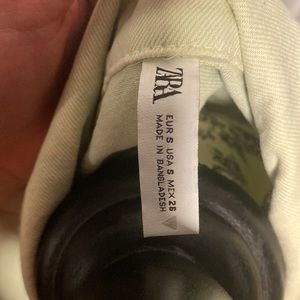 ZARA
EUR S USA S MEX 26
MADE IN
BANGLADESH